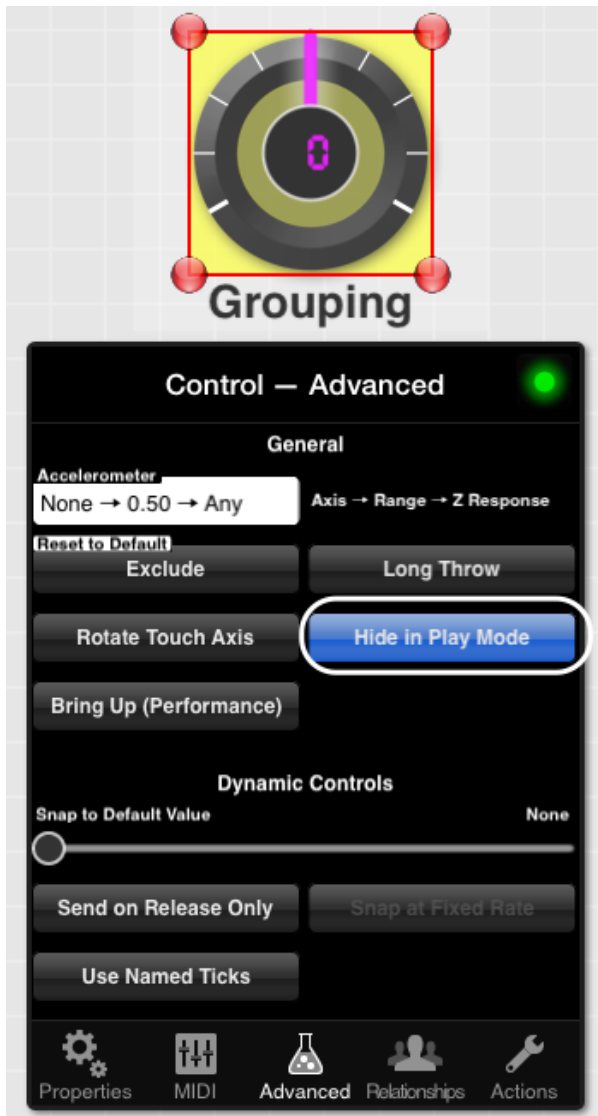 0
Grouping
Control — Advanced
General
Accelerometer
None → 0.50 → Any
Axis → Range → Z Response
Reset to Default
Exclude
Long Throw
Rotate Touch Axis
Hide in Play Mode
Bring Up (Performance)
Dynamic Controls
Snap to Default Value
None
Send on Release Only
Snap at Fixed Rate
Use Named Ticks
Properties
MIDI
Advanced
Relationships
Actions